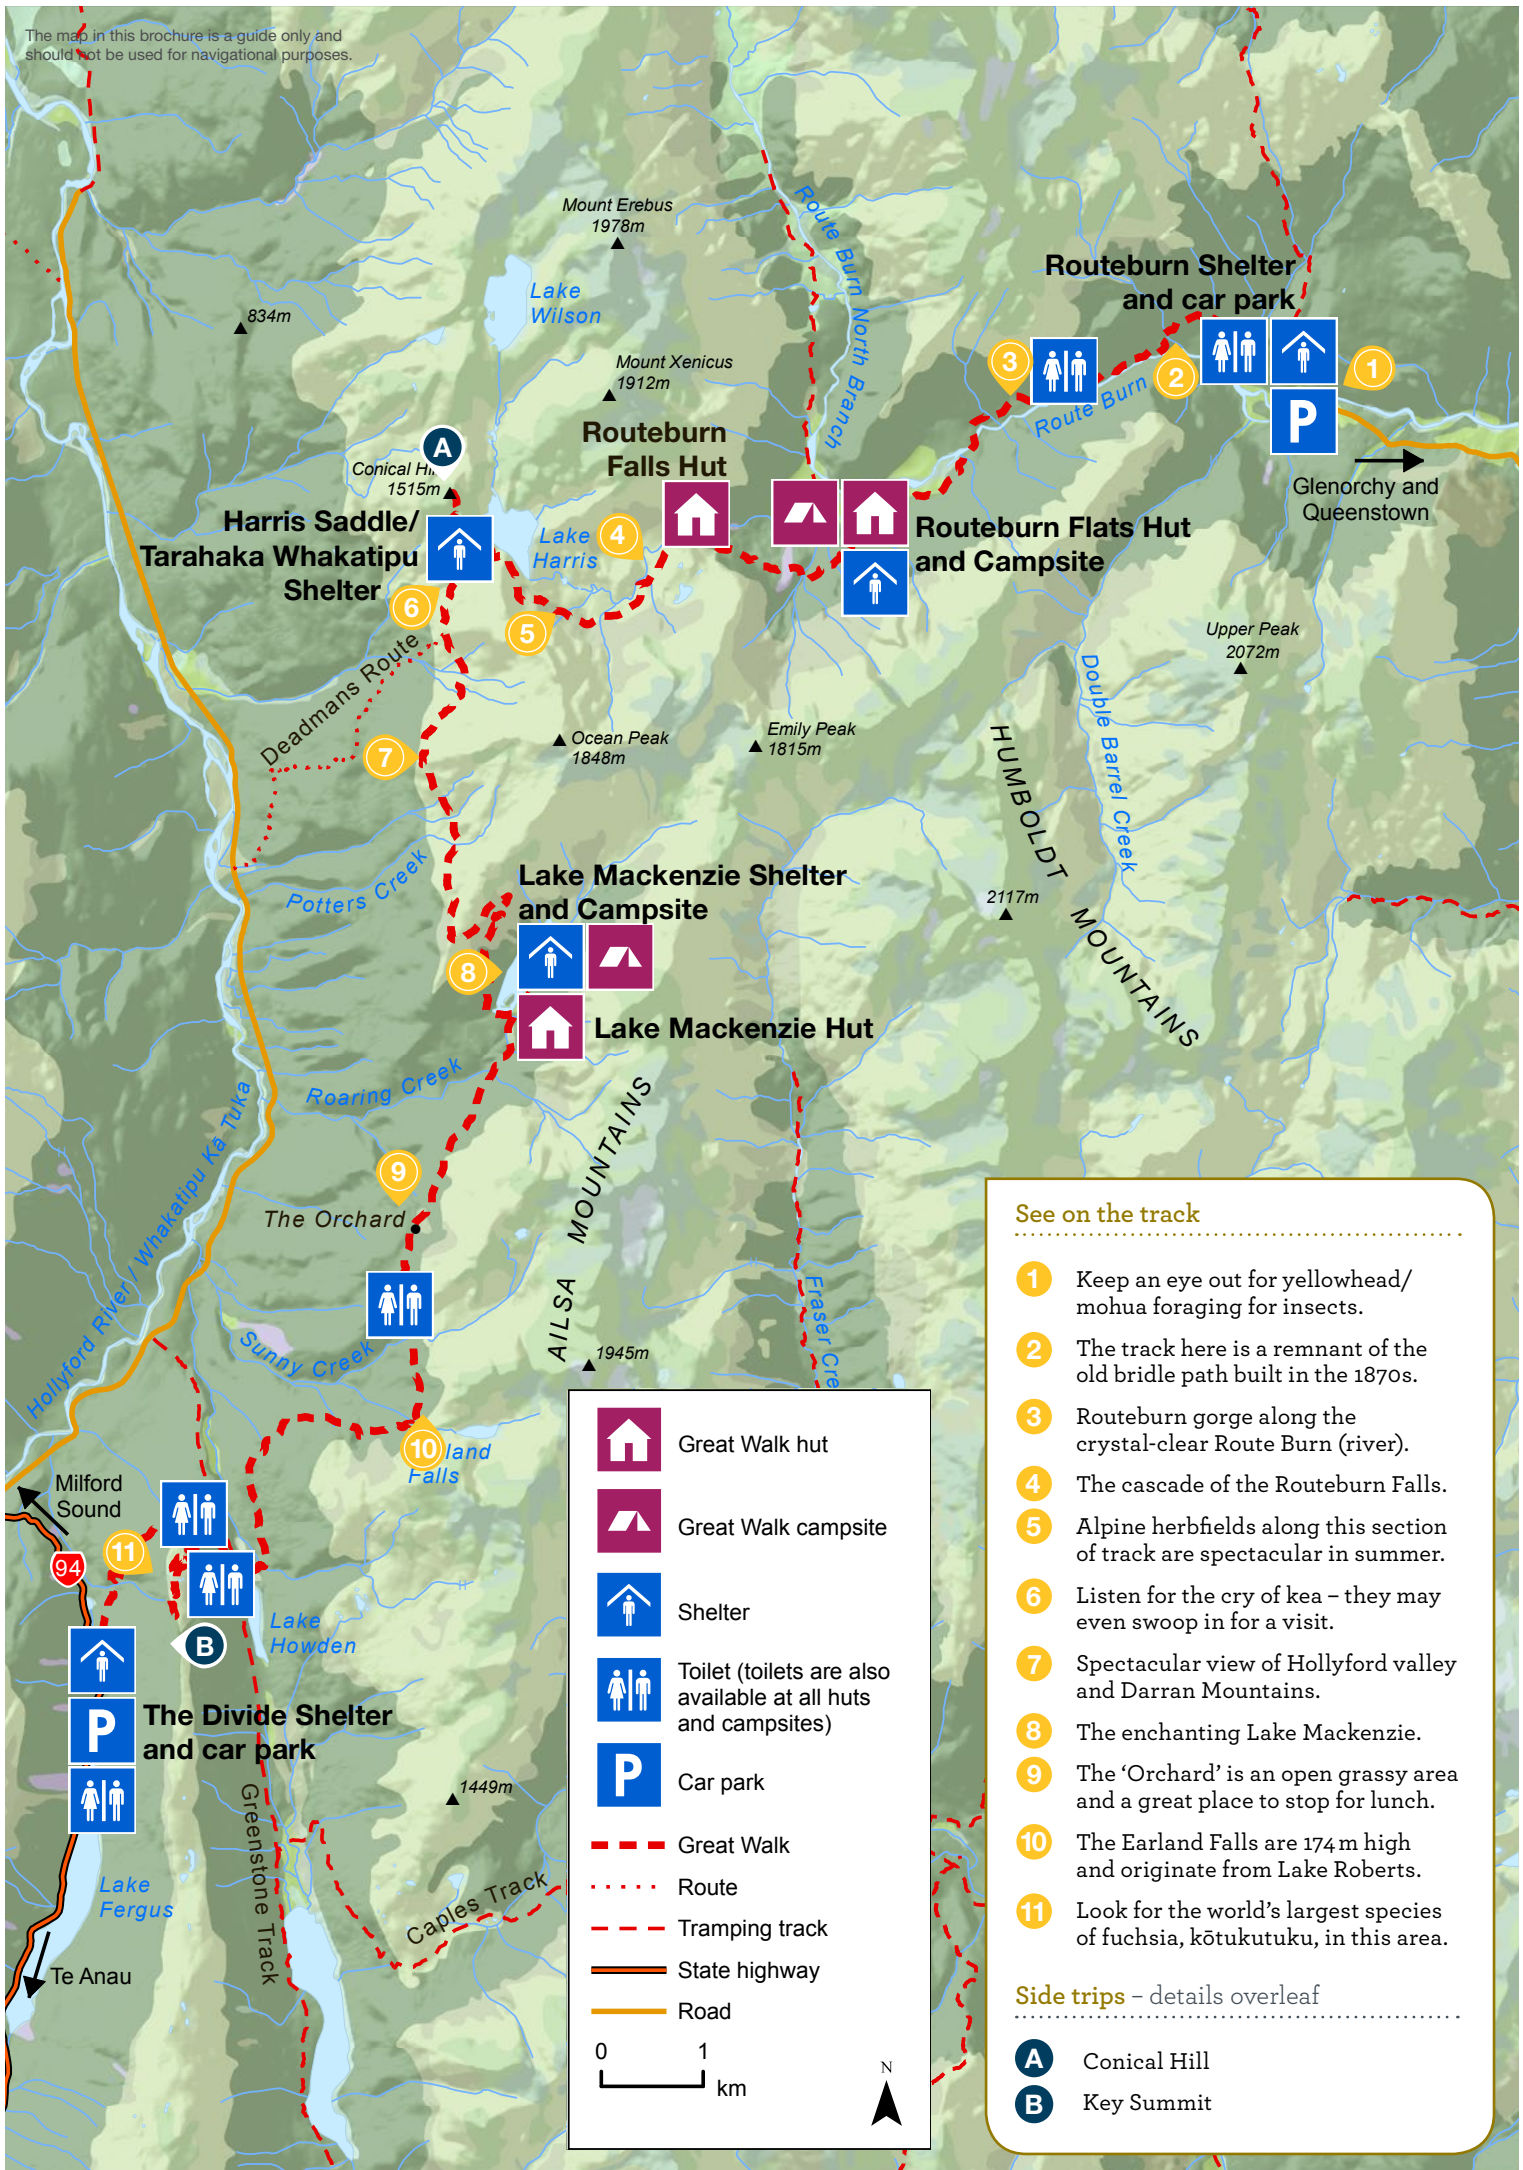 The map in this brochure is a guide only and
should not be used for navigational purposes.
Mount Erebus
1978m
Lake
Wilson
834m
Mount Xenicus
1912m
Route Burn North Branch
Routeburn Shelter
and car park
3
2
1
Route Burn
P
Glenorchy and
Queenstown
Routeburn
Falls Hut
A
Conical
1515m
Harris Saddle/
Tarahaka Whakatipu
Shelter
Lake
Harris
4
Routeburn Flats Hut
and Campsite
6
5
Deadmans Route
Upper Peak
2072m
7
Ocean Peak
1848m
Emily Peak
1815m
HUMBOLDT MOUNTAINS
Double Barrel Creek
Potters Creek
Lake Mackenzie Shelter
and Campsite
2117m
8
Lake Mackenzie Hut
Roaring Creek
AILSA MOUNTAINS
Hollyford River / Whakatipu Kā Tuka
9
The Orchard
Sunny Creek
1945m
Fraser Cre
10
land
Falls
Milford
Sound
94
11
B
Lake
Howden
P
The Divide Shelter
and car park
Greenstone Track
1449m
Caples Track
Lake
Fergus
Te Anau
Great Walk hut
Great Walk campsite
Shelter
Toilet (toilets are also
available at all huts
and campsites)
P
Car park
Great Walk
Route
Tramping track
State highway
Road
0 1
km
N
See on the track
1 Keep an eye out for yellowhead/
mohua foraging for insects.
2 The track here is a remnant of the
old bridle path built in the 1870s.
3 Routeburn gorge along the
crystal-clear Route Burn (river).
4 The cascade of the Routeburn Falls.
5 Alpine herbfields along this section
of track are spectacular in summer.
6 Listen for the cry of kea – they may
even swoop in for a visit.
7 Spectacular view of Hollyford valley
and Darran Mountains.
8 The enchanting Lake Mackenzie.
9 The ‘Orchard’ is an open grassy area
and a great place to stop for lunch.
10 The Earland Falls are 174 m high
and originate from Lake Roberts.
11 Look for the world’s largest species
of fuchsia, kōtukutuku, in this area.
Side trips – details overleaf
A Conical Hill
B Key Summit